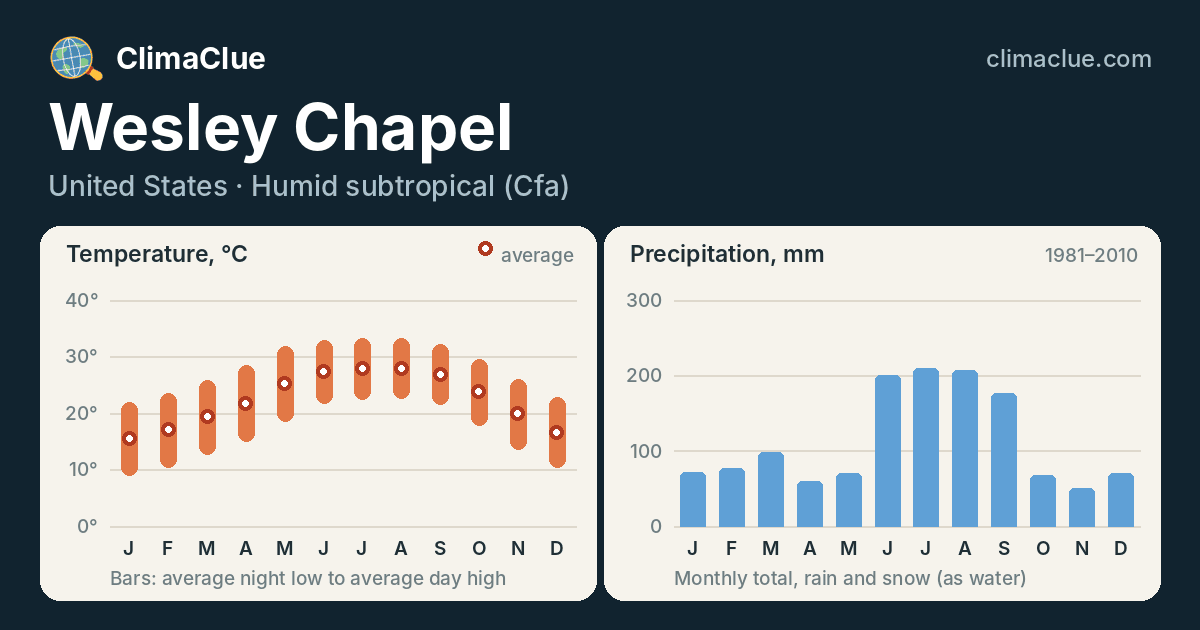 ClimaClue
climaclue.com
Wesley Chapel
United States · Humid subtropical (Cfa)
Temperature, °C
average
40°
30°
20°
10°
0°
J F M A M J J A S O N D
Bars: average night low to average day high
Precipitation, mm
1981–2010
300
200
100
0
J F M A M J J A S O N D
Monthly total, rain and snow (as water)